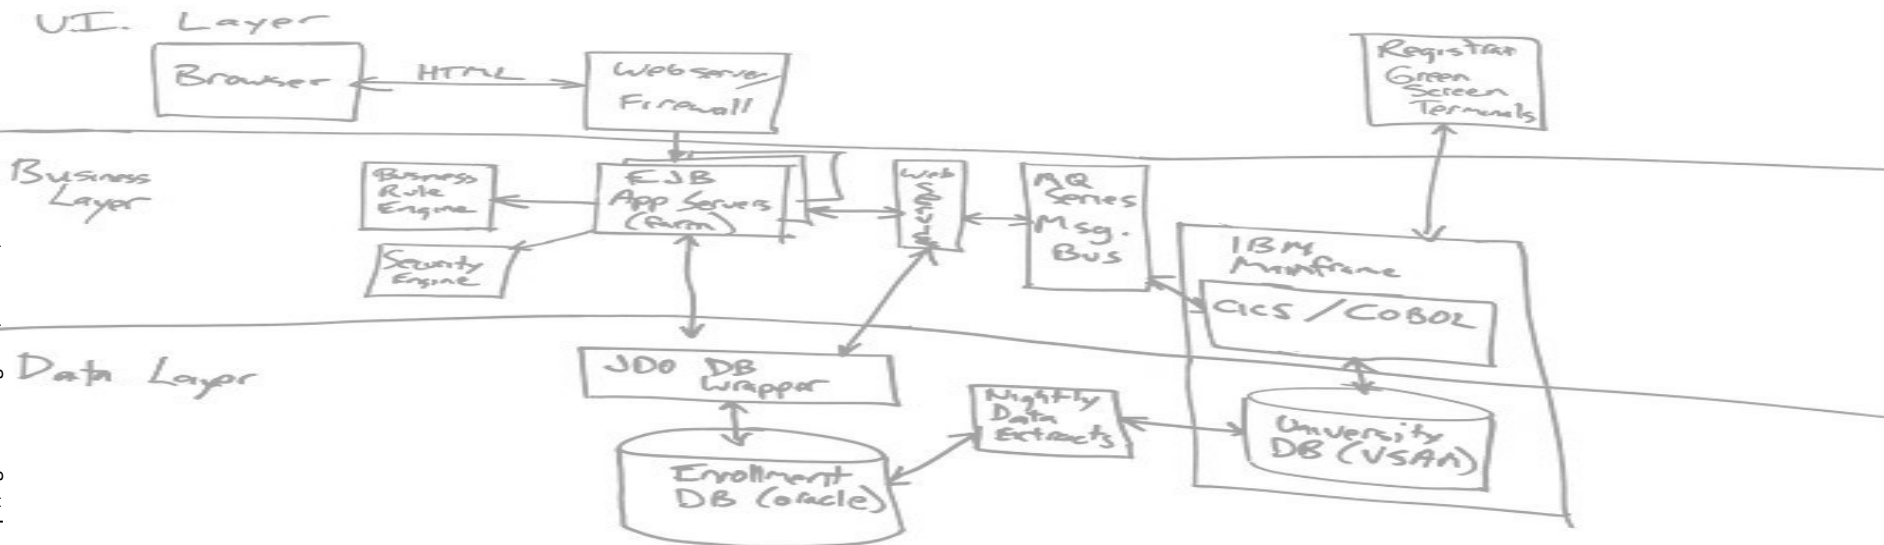 U.I. Layer
Browser
HTML
Webserver/
Firewall
Registrar
Green
Screen
Terminals
Business
Layer
Business
Rule
Engine
EJB
App Servers
(farm)
Security
Engine
Web
MQ
Series
Msg.
Bus
IBM
Mainframe
CICS / COBOL
Data Layer
JDO DB
Wrapper
Nightly
Data
Extracts
Enrollment
DB (oracle)
University
DB (VSAM)